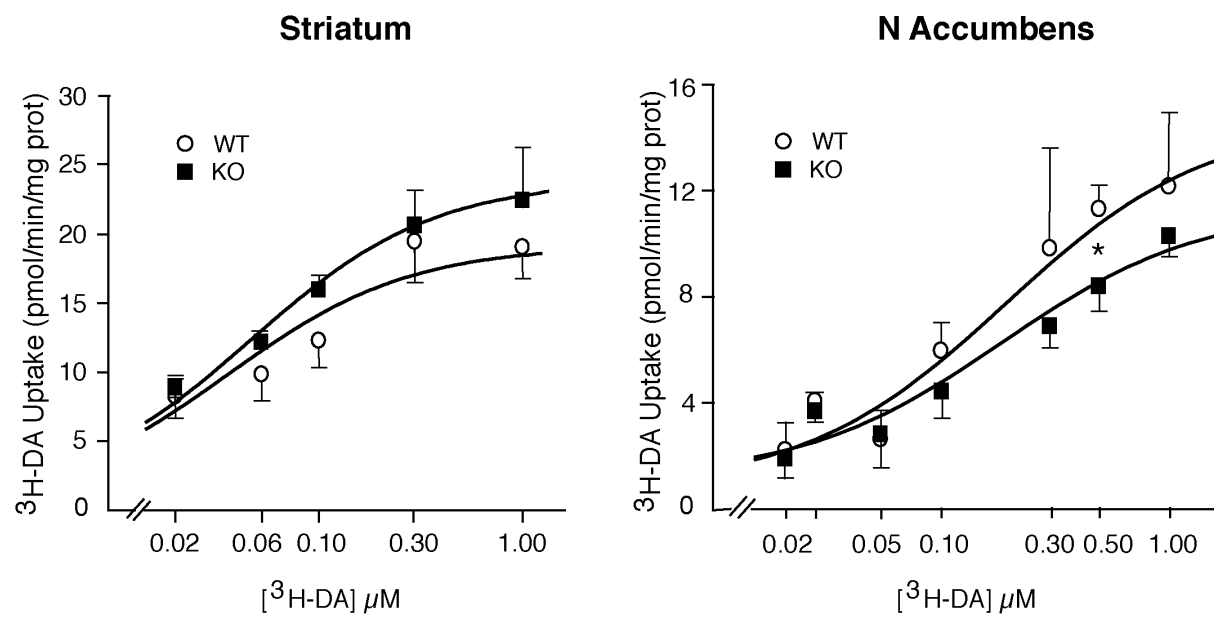 Striatum
³H-DA Uptake (pmol/min/mg prot)
30
25
20
15
10
5
0
WT
KO
0.02 0.06 0.10 0.30 1.00
[³H-DA] µM
N Accumbens
³H-DA Uptake (pmol/min/mg prot)
16
12
8
4
0
WT
KO
*
0.02 0.05 0.10 0.30 0.50 1.00
[³H-DA] µM